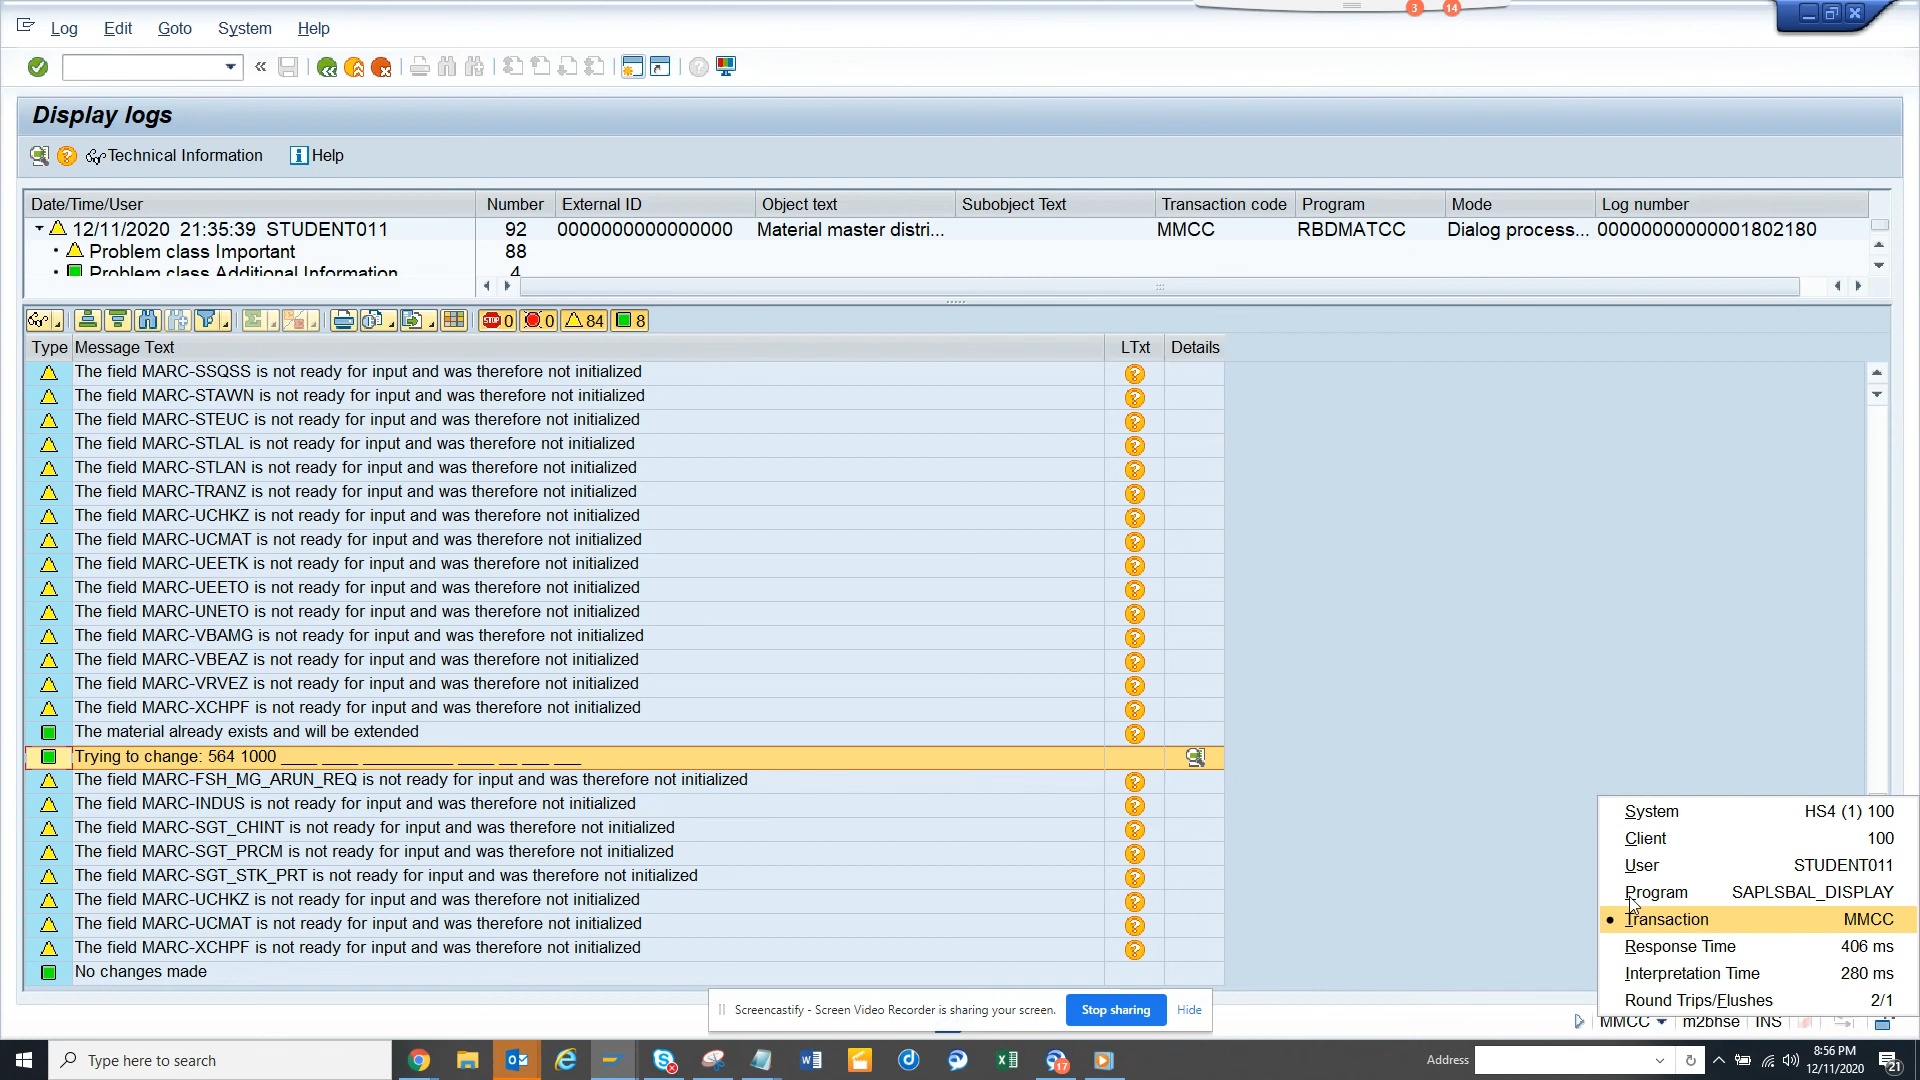 3 14
Log Edit Goto System Help
Display logs
Technical Information Help
Date/Time/User Number External ID Object text Subobject Text Transaction code Program Mode Log number
12/11/2020 21:35:39 STUDENT011 92 0000000000000000 Material master distri... MMCC RBDMATCC Dialog process... 00000000000001802180
Problem class Important 88
Problem class Additional Information 4
STOP 0 0 84 8
Type Message Text LTxt Details
The field MARC-SSQSS is not ready for input and was therefore not initialized
The field MARC-STAWN is not ready for input and was therefore not initialized
The field MARC-STEUC is not ready for input and was therefore not initialized
The field MARC-STLAL is not ready for input and was therefore not initialized
The field MARC-STLAN is not ready for input and was therefore not initialized
The field MARC-TRANZ is not ready for input and was therefore not initialized
The field MARC-UCHKZ is not ready for input and was therefore not initialized
The field MARC-UCMAT is not ready for input and was therefore not initialized
The field MARC-UEETK is not ready for input and was therefore not initialized
The field MARC-UEETO is not ready for input and was therefore not initialized
The field MARC-UNETO is not ready for input and was therefore not initialized
The field MARC-VBAMG is not ready for input and was therefore not initialized
The field MARC-VBEAZ is not ready for input and was therefore not initialized
The field MARC-VRVEZ is not ready for input and was therefore not initialized
The field MARC-XCHPF is not ready for input and was therefore not initialized
The material already exists and will be extended
Trying to change: 564 1000 ____ ____ __________ ____ __ ___ ___
The field MARC-FSH_MG_ARUN_REQ is not ready for input and was therefore not initialized
The field MARC-INDUS is not ready for input and was therefore not initialized
The field MARC-SGT_CHINT is not ready for input and was therefore not initialized
The field MARC-SGT_PRCM is not ready for input and was therefore not initialized
The field MARC-SGT_STK_PRT is not ready for input and was therefore not initialized
The field MARC-UCHKZ is not ready for input and was therefore not initialized
The field MARC-UCMAT is not ready for input and was therefore not initialized
The field MARC-XCHPF is not ready for input and was therefore not initialized
No changes made
System HS4 (1) 100
Client 100
User STUDENT011
Program SAPLSBAL_DISPLAY
Transaction MMCC
Response Time 406 ms
Interpretation Time 280 ms
Round Trips/Flushes 2/1
Screencastify - Screen Video Recorder is sharing your screen. Stop sharing Hide
MMCC m2bhse INS
Type here to search
17
Address
8:56 PM
12/11/2020
21